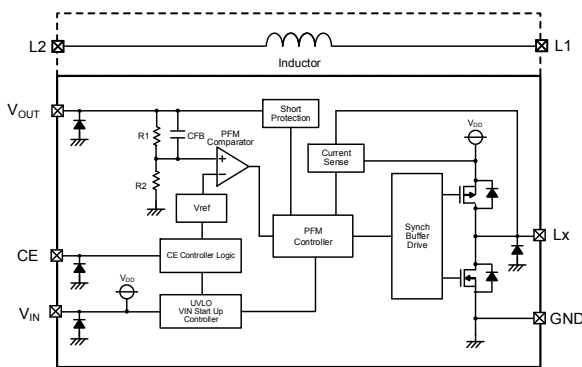 L2
L1
Inductor
VOUT
Short
Protection
R1
CFB
PFM
Comparator
VDD
Current
Sense
+
−
R2
Vref
PFM
Controller
Synch
Buffer
Drive
Lx
CE
CE Controller Logic
VDD
UVLO
VIN Start Up
Controller
VIN
GND